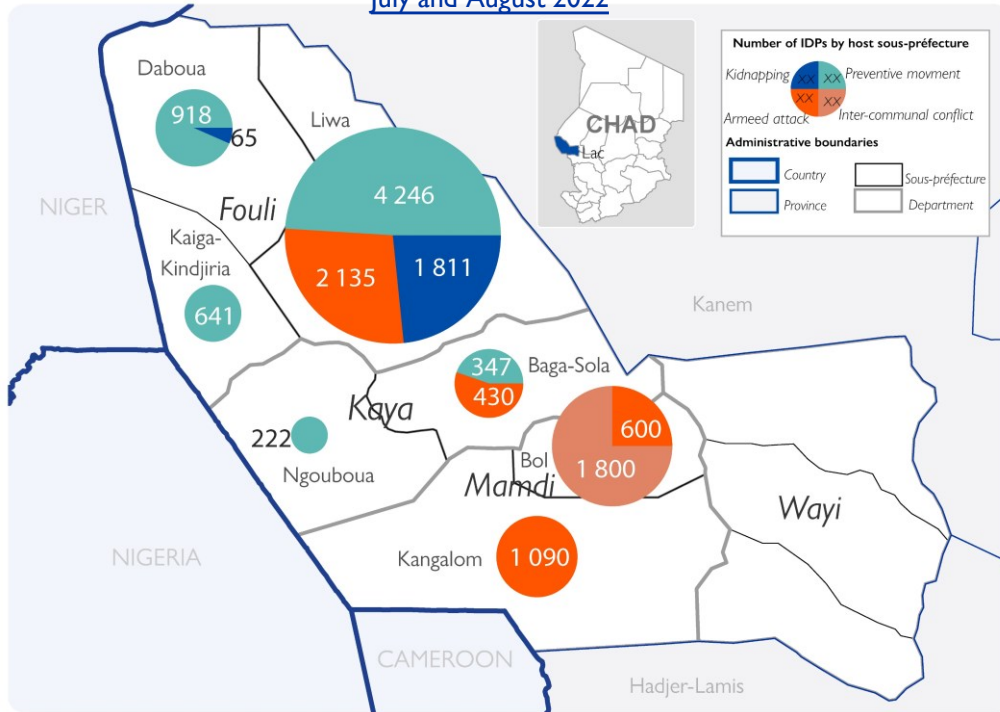 July and August 2022
Number of IDPs by host sous-préfecture
Kidnapping
XX
XX
Preventive movment
Armeed attack
XX
XX
Inter-communal conflict
Administrative boundaries
Country
Sous-préfecture
Province
Department
CHAD
Lac
Daboua
918
65
Liwa
4 246
2 135
1 811
NIGER
Fouli
Kaiga-
Kindjiria
641
Kanem
347
430
Baga-Sola
Kaya
222
Ngouboua
600
1 800
Bol
Mamdi
Wayi
NIGERIA
Kangalom
1 090
CAMEROON
Hadjer-Lamis